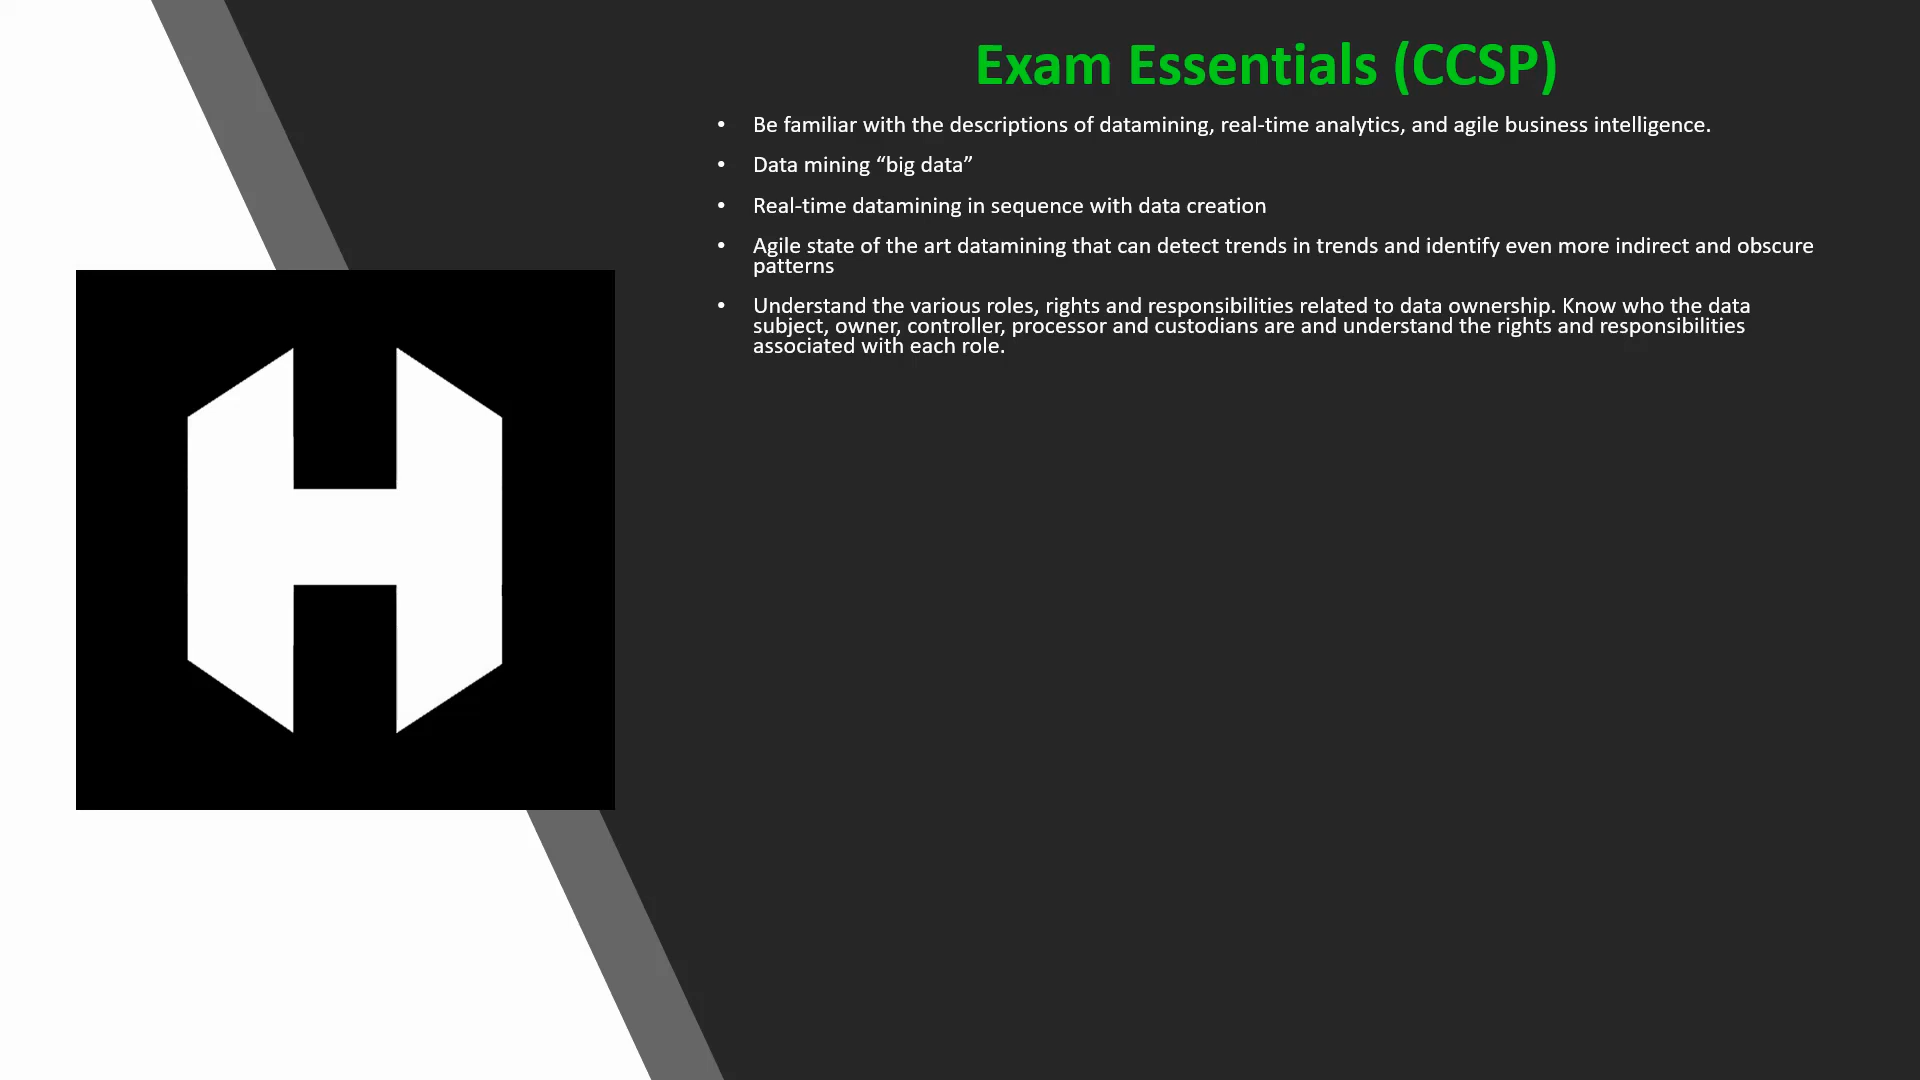 Exam Essentials (CCSP)
• Be familiar with the descriptions of datamining, real-time analytics, and agile business intelligence.
• Data mining “big data”
• Real-time datamining in sequence with data creation
• Agile state of the art datamining that can detect trends in trends and identify even more indirect and obscure
patterns
• Understand the various roles, rights and responsibilities related to data ownership. Know who the data
subject, owner, controller, processor and custodians are and understand the rights and responsibilities
associated with each role.
H